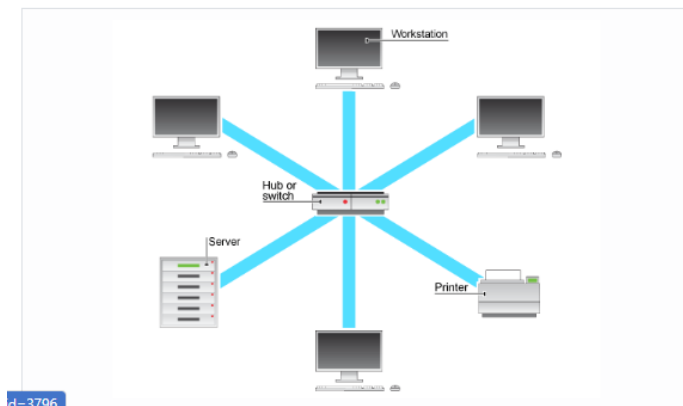 Workstation
Hub or
switch
Server
Printer
d=3796